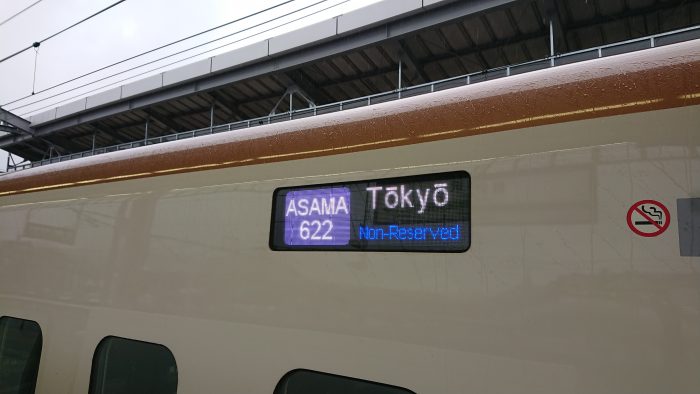 ASAMA
622
Tōkyō
Non-Reserved